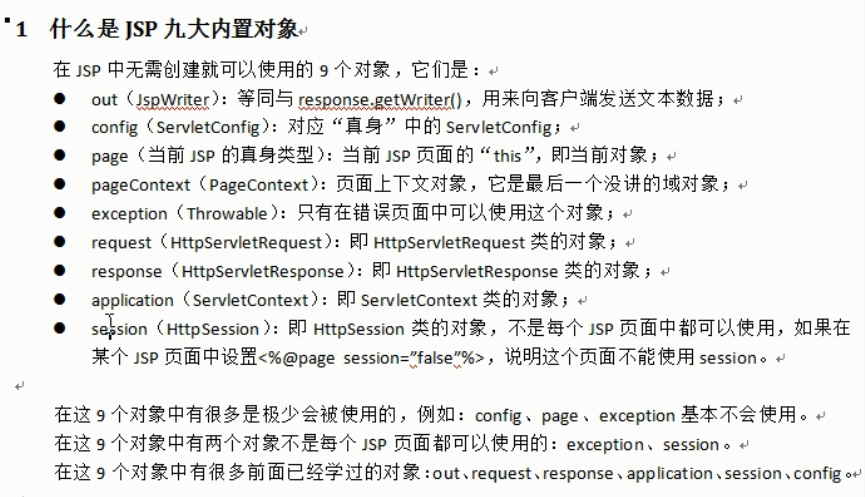 1 什么是 JSP 九大内置对象
在 JSP 中无需创建就可以使用的 9 个对象，它们是：
● out（JspWriter）：等同与 response.getWriter()，用来向客户端发送文本数据；
● config（ServletConfig）：对应“真身”中的 ServletConfig；
● page（当前 JSP 的真身类型）：当前 JSP 页面的“this”，即当前对象；
● pageContext（PageContext）：页面上下文对象，它是最后一个没讲的域对象；
● exception（Throwable）：只有在错误页面中可以使用这个对象；
● request（HttpServletRequest）：即 HttpServletRequest 类的对象；
● response（HttpServletResponse）：即 HttpServletResponse 类的对象；
● application（ServletContext）：即 ServletContext 类的对象；
● session（HttpSession）：即 HttpSession 类的对象，不是每个 JSP 页面中都可以使用，如果在
某个 JSP 页面中设置<%@page session=”false”%>，说明这个页面不能使用 session。
在这 9 个对象中有很多是极少会被使用的，例如：config、page、exception 基本不会使用。
在这 9 个对象中有两个对象不是每个 JSP 页面都可以使用的：exception、session。
在这 9 个对象中有很多前面已经学过的对象：out、request、response、application、session、config。